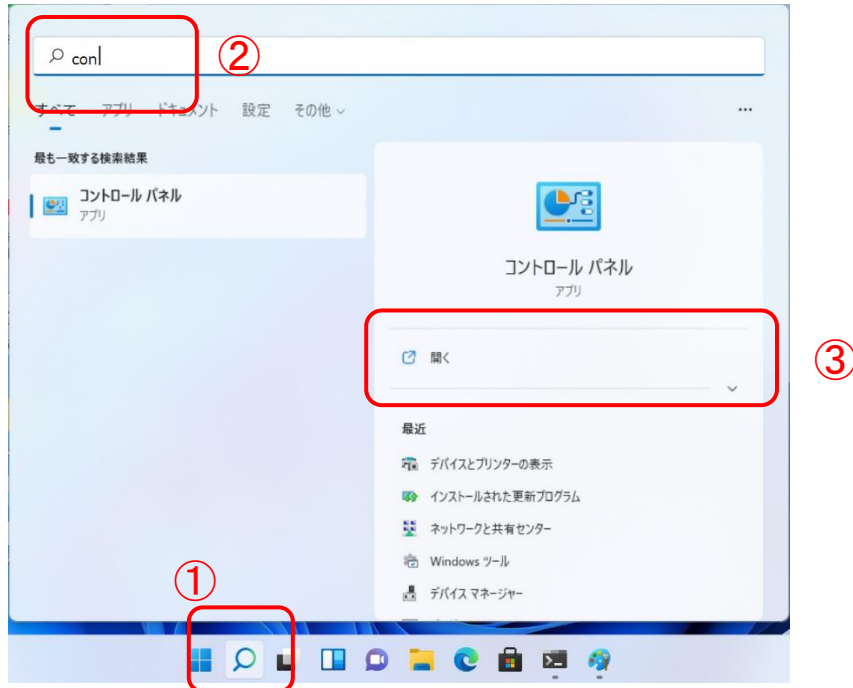 con
②
すべて アプリ ドキュメント 設定 その他
最も一致する検索結果
コントロール パネル
アプリ
コントロール パネル
アプリ
開く
③
最近
デバイスとプリンターの表示
インストールされた更新プログラム
ネットワークと共有センター
Windows ツール
デバイス マネージャー
①